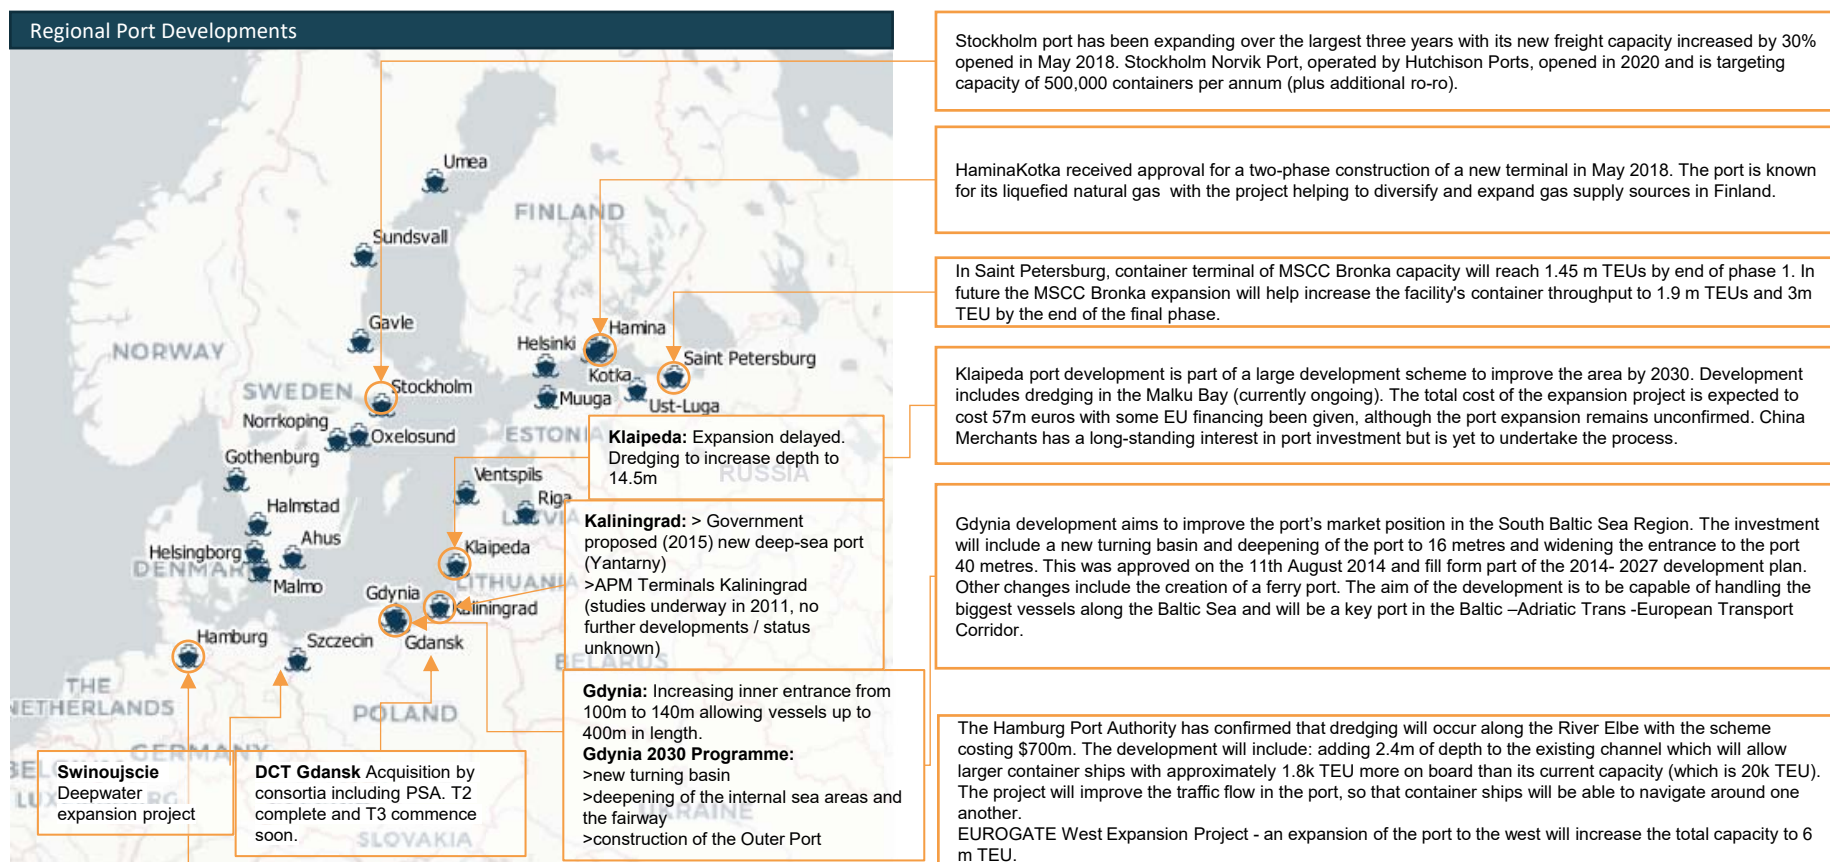 Regional Port Developments
Stockholm port has been expanding over the largest three years with its new freight capacity increased by 30%
opened in May 2018. Stockholm Norvik Port, operated by Hutchison Ports, opened in 2020 and is targeting
capacity of 500,000 containers per annum (plus additional ro-ro).
HaminaKotka received approval for a two-phase construction of a new terminal in May 2018. The port is known
for its liquefied natural gas  with the project helping to diversify and expand gas supply sources in Finland.
In Saint Petersburg, container terminal of MSCC Bronka capacity will reach 1.45 m TEUs by end of phase 1. In
future the MSCC Bronka expansion will help increase the facility's container throughput to 1.9 m TEUs and 3m
TEU by the end of the final phase.
Klaipeda port development is part of a large development scheme to improve the area by 2030. Development
includes dredging in the Malku Bay (currently ongoing). The total cost of the expansion project is expected to
cost 57m euros with some EU financing been given, although the port expansion remains unconfirmed. China
Merchants has a long-standing interest in port investment but is yet to undertake the process.
Gdynia development aims to improve the port's market position in the South Baltic Sea Region. The investment
will include a new turning basin and deepening of the port to 16 metres and widening the entrance to the port
40 metres. This was approved on the 11th August 2014 and fill form part of the 2014- 2027 development plan.
Other changes include the creation of a ferry port. The aim of the development is to be capable of handling the
biggest vessels along the Baltic Sea and will be a key port in the Baltic –Adriatic Trans -European Transport
Corridor.
The Hamburg Port Authority has confirmed that dredging will occur along the River Elbe with the scheme
costing $700m. The development will include: adding 2.4m of depth to the existing channel which will allow
larger container ships with approximately 1.8k TEU more on board than its current capacity (which is 20k TEU).
The project will improve the traffic flow in the port, so that container ships will be able to navigate around one
another.
EUROGATE West Expansion Project - an expansion of the port to the west will increase the total capacity to 6
m TEU.
Umea
FINLAND
Sundsvall
Gavle
NORWAY
Hamina
Helsinki
Saint Petersburg
Kotka
SWEDEN
Stockholm
Muuga
Ust-Luga
Norrkoping
Oxelosund
ESTONIA
Gothenburg
Ventspils
RUSSIA
Riga
LATVIA
Halmstad
Ahus
Helsingborg
DENMARK
Malmo
Klaipeda
LITHUANIA
Gdynia
Kaliningrad
Hamburg
Szczecin
Gdansk
BELARUS
THE
NETHERLANDS
POLAND
GERMANY
UKRAINE
SLOVAKIA
Klaipeda: Expansion delayed.
Dredging to increase depth to
14.5m
Kaliningrad: > Government
proposed (2015) new deep-sea port
(Yantarny)
>APM Terminals Kaliningrad
(studies underway in 2011, no
further developments / status
unknown)
Gdynia: Increasing inner entrance from
100m to 140m allowing vessels up to
400m in length.
Gdynia 2030 Programme:
>new turning basin
>deepening of the internal sea areas and
the fairway
>construction of the Outer Port
Swinoujscie
Deepwater
expansion project
DCT Gdansk Acquisition by
consortia including PSA. T2
complete and T3 commence
soon.